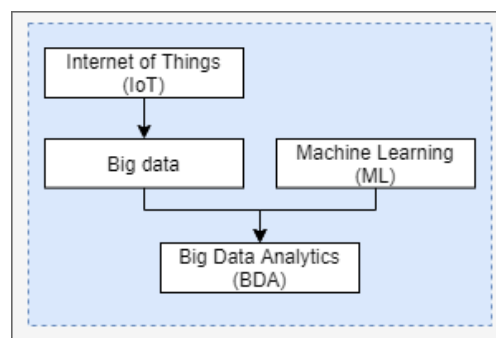 Internet of Things
(IoT)
Big data
Machine Learning
(ML)
Big Data Analytics
(BDA)